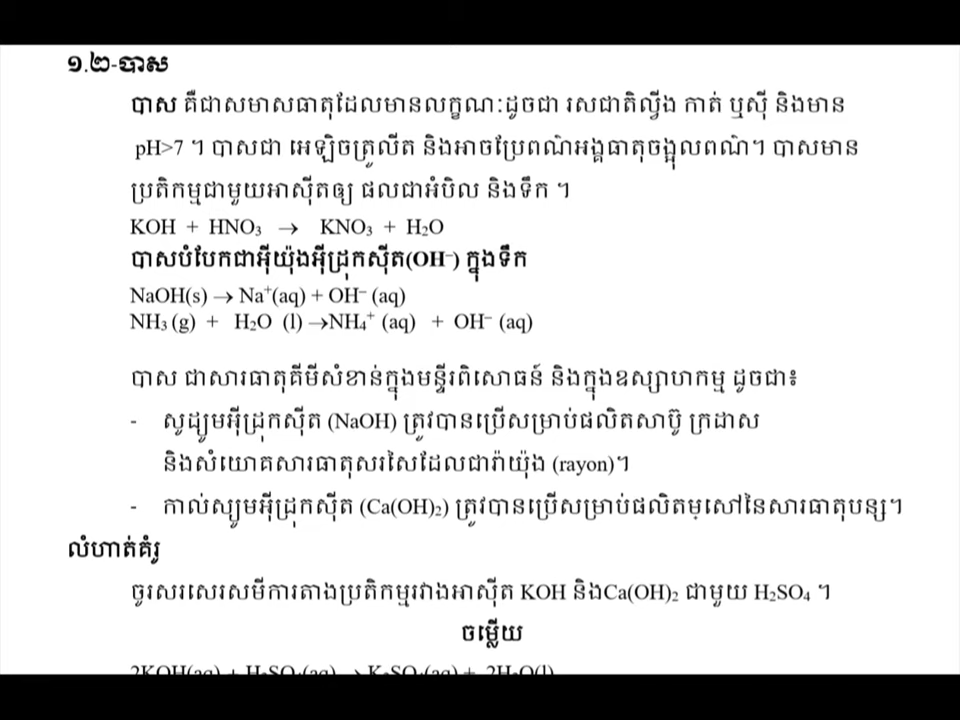 ១.២-បាស
បាស គឺជាសមាសធាតុដែលមានលក្ខណៈដូចជា រសជាតិល្វីង កាត់ ឬស៊ី និងមាន
pH>7 ។ បាសជា អេឡិចត្រូលីត និងអាចប្រែពណ៌អង្គធាតុចង្អុលពណ៌។ បាសមាន
ប្រតិកម្មជាមួយអាស៊ីតឲ្យ ផលជាអំបិល និងទឹក ។
KOH + HNO₃ → KNO₃ + H₂O
បាសបំបែកជាអ៊ីយ៉ុងអ៊ីដ្រុកស៊ីត(OH⁻) ក្នុងទឹក
NaOH(s) → Na⁺(aq) + OH⁻ (aq)
NH₃ (g) + H₂O (l) →NH₄⁺ (aq) + OH⁻ (aq)
បាស ជាសារធាតុគីមីសំខាន់ក្នុងមន្ទីរពិសោធន៍ និងក្នុងឧស្សាហកម្ម ដូចជា៖
- សូដ្យូមអ៊ីដ្រុកស៊ីត (NaOH) ត្រូវបានប្រើសម្រាប់ផលិតសាប៊ូ ក្រដាស
និងសំយោគសារធាតុសរសៃដែលជារ៉ាយ៉ុង (rayon)។
- កាល់ស្យូមអ៊ីដ្រុកស៊ីត (Ca(OH)₂) ត្រូវបានប្រើសម្រាប់ផលិតម្សៅនៃសារធាតុបន្ស។
លំហាត់គំរូ
ចូរសរសេរសមីការតាងប្រតិកម្មរវាងអាស៊ីត KOH និងCa(OH)₂ ជាមួយ H₂SO₄ ។
ចម្លើយ
2KOH(aq) + H₂SO₄(aq) → K₂SO₄(aq) + 2H₂O(l)